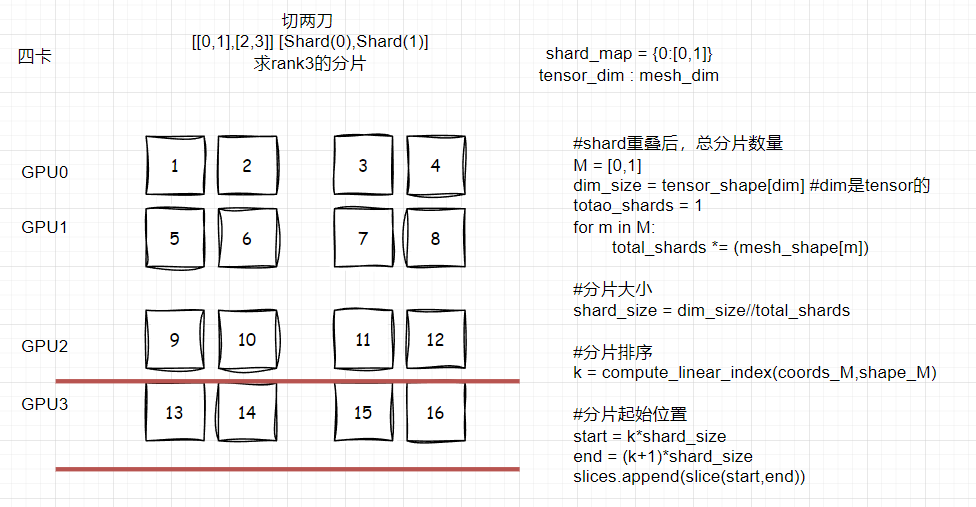 切两刀
[[0,1],[2,3]] [Shard(0),Shard(1)]
求rank3的分片
四卡
shard_map = {0:[0,1]}
tensor_dim : mesh_dim
GPU0
1 2 3 4
GPU1
5 6 7 8
GPU2
9 10 11 12
GPU3
13 14 15 16
#shard重叠后，总分片数量
M = [0,1]
dim_size = tensor_shape[dim] #dim是tensor的
totao_shards = 1
for m in M:
total_shards *= (mesh_shape[m])
#分片大小
shard_size = dim_size//total_shards
#分片排序
k = compute_linear_index(coords_M,shape_M)
#分片起始位置
start = k*shard_size
end = (k+1)*shard_size
slices.append(slice(start,end))